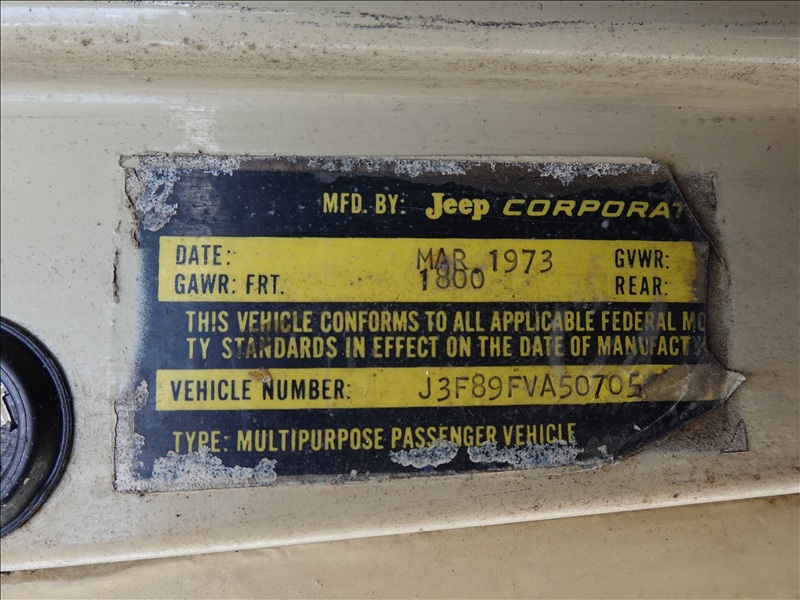 MFD. BY: Jeep CORPORAT
DATE: MAR. 1973 GVWR:
GAWR: FRT. 1800 REAR:
THIS VEHICLE CONFORMS TO ALL APPLICABLE FEDERAL MO
TY STANDARDS IN EFFECT ON THE DATE OF MANUFACT
VEHICLE NUMBER: J3F89FVA50705
TYPE: MULTIPURPOSE PASSENGER VEHICLE